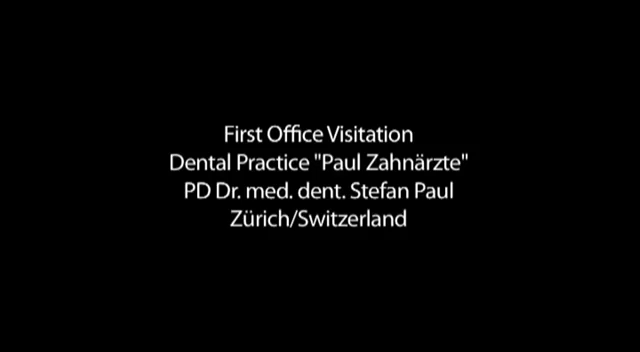 First Office Visitation
Dental Practice "Paul Zahnärzte"
PD Dr. med. dent. Stefan Paul
Zürich/Switzerland